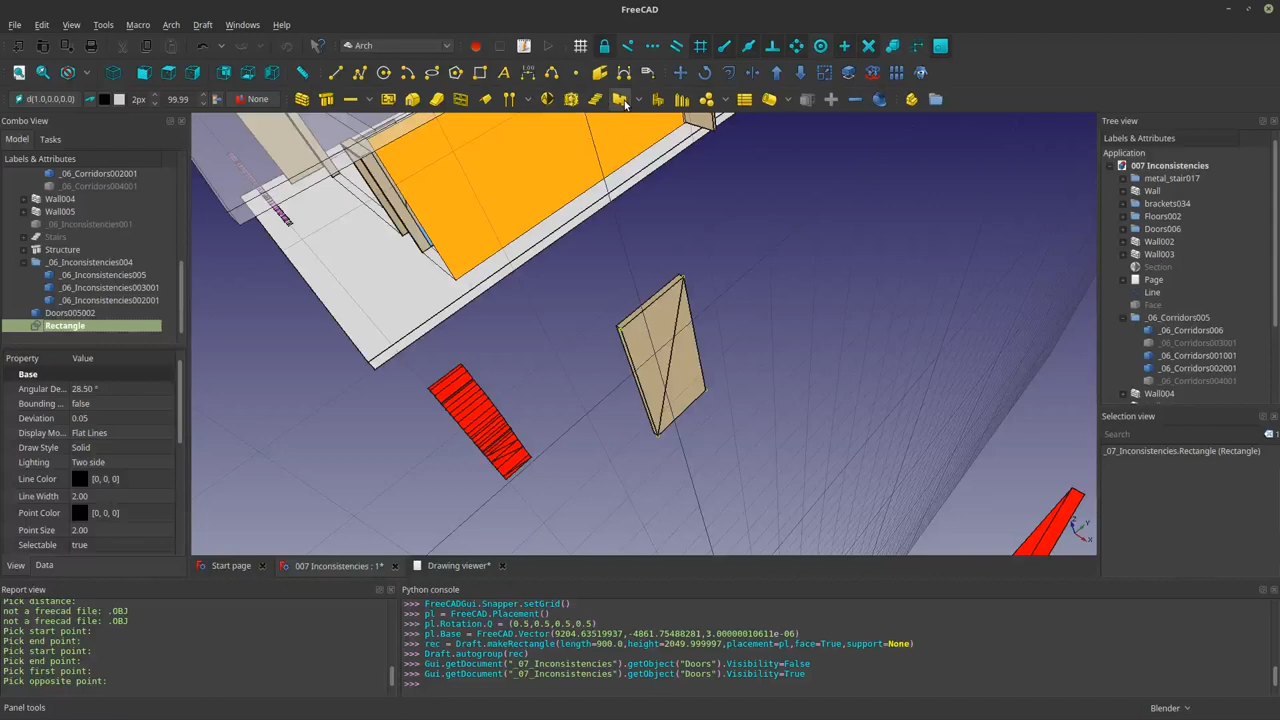 FreeCAD
File Edit View Tools Macro Arch Draft Windows Help
Arch
d(1.0,0.0,0.0) 2px 99.99 None
Combo View
Model Tasks
Labels & Attributes
_06_Corridors002001
_06_Corridors004001
Wall004
Wall005
_06_Inconsistencies001
Stairs
Structure
_06_Inconsistencies004
_06_Inconsistencies005
_06_Inconsistencies003001
_06_Inconsistencies002001
Doors005002
Rectangle
Property Value
Base
Angular De... 28.50 °
Bounding ... false
Deviation 0.05
Display Mo... Flat Lines
Draw Style Solid
Lighting Two side
Line Color [0, 0, 0]
Line Width 2.00
Point Color [0, 0, 0]
Point Size 2.00
Selectable true
View Data
Start page 007 Inconsistencies : 1* Drawing viewer*
Tree view
Labels & Attributes
Application
007 Inconsistencies
metal_stair017
Wall
brackets034
Floors002
Doors006
Wall002
Wall003
Section
Page
Line
Face
_06_Corridors005
_06_Corridors006
_06_Corridors003001
_06_Corridors001001
_06_Corridors002001
_06_Corridors004001
Wall004
Selection view
Search
_07_Inconsistencies.Rectangle (Rectangle)
Report view
Pick distance:
not a freecad file: .OBJ
not a freecad file: .OBJ
Pick start point:
Pick end point:
Pick start point:
Pick end point:
Pick first point:
Pick opposite point:
Python console
>>> FreeCADGui.Snapper.setGrid()
>>> pl = FreeCAD.Placement()
>>> pl.Rotation.Q = (0.5,0.5,0.5,0.5)
>>> pl.Base = FreeCAD.Vector(9204.63519937,-4861.75488281,3.00000010611e-06)
>>> rec = Draft.makeRectangle(length=900.0,height=2049.999997,placement=pl,face=True,support=None)
>>> Draft.autogroup(rec)
>>> Gui.getDocument("_07_Inconsistencies").getObject("Doors").Visibility=False
>>> Gui.getDocument("_07_Inconsistencies").getObject("Doors").Visibility=True
>>>
Panel tools
Blender